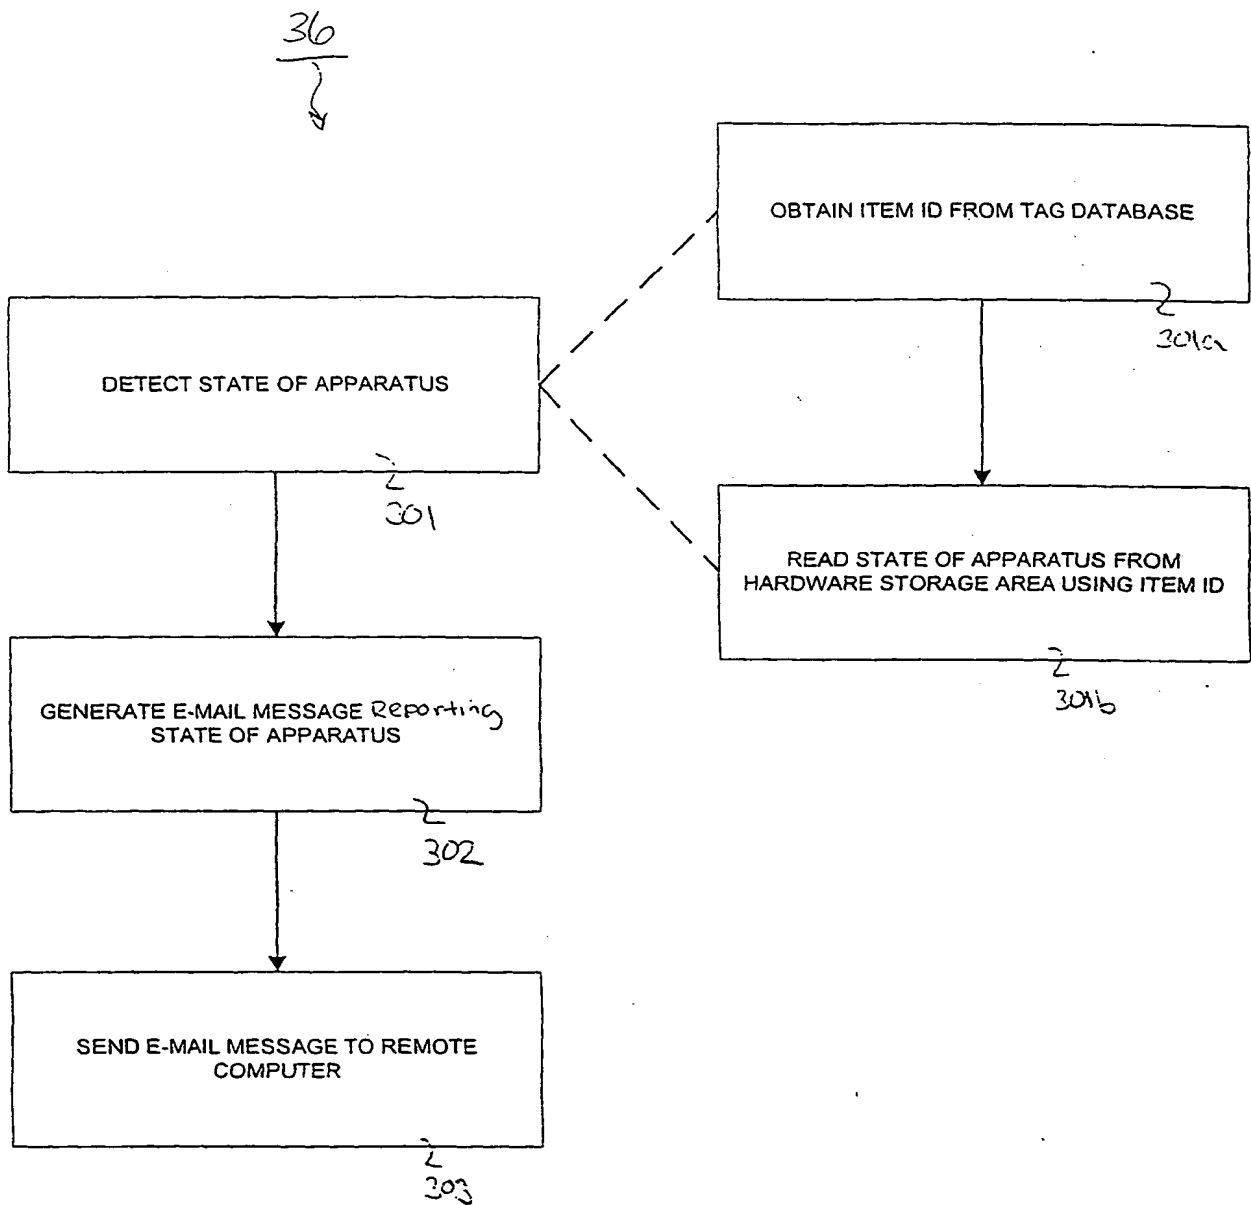 36
OBTAIN ITEM ID FROM TAG DATABASE
301a
DETECT STATE OF APPARATUS
301
READ STATE OF APPARATUS FROM
HARDWARE STORAGE AREA USING ITEM ID
301b
GENERATE E-MAIL MESSAGE Reporting
STATE OF APPARATUS
302
SEND E-MAIL MESSAGE TO REMOTE
COMPUTER
303